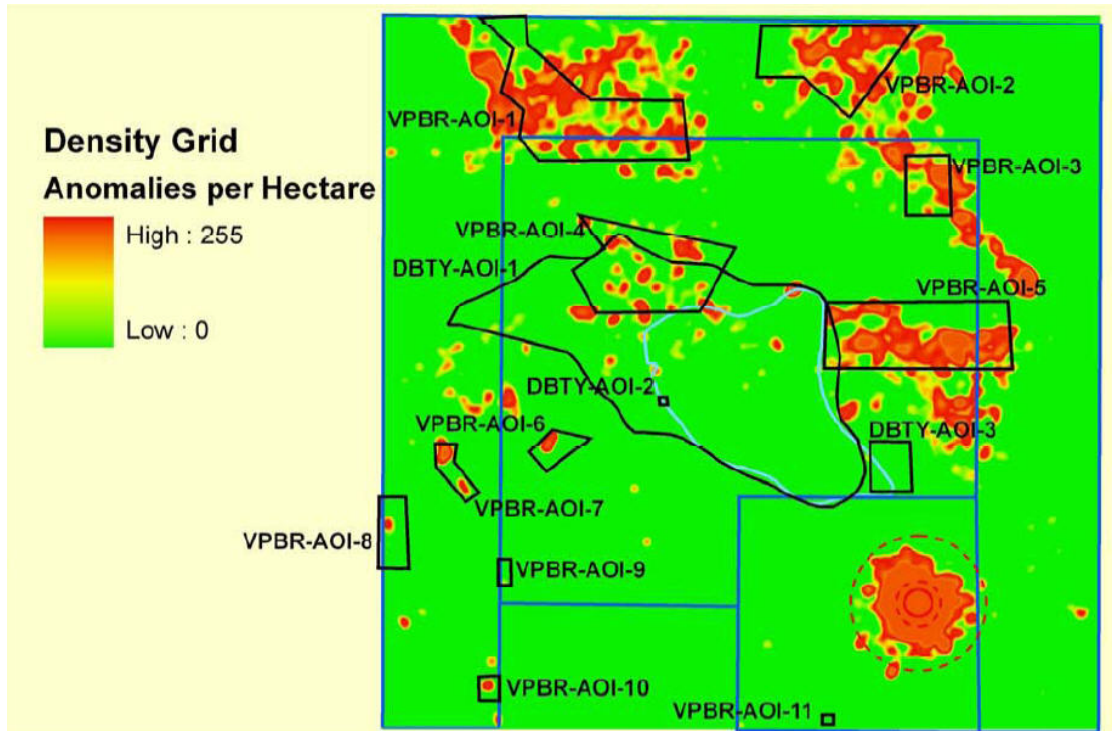 Density Grid
Anomalies per Hectare
High : 255
Low : 0
VPBR-AOI-1
VPBR-AOI-2
VPBR-AOI-3
VPBR-AOI-4
DBTY-AOI-1
VPBR-AOI-5
DBTY-AOI-2
VPBR-AOI-6
DBTY-AOI-3
VPBR-AOI-7
VPBR-AOI-8
VPBR-AOI-9
VPBR-AOI-10
VPBR-AOI-11